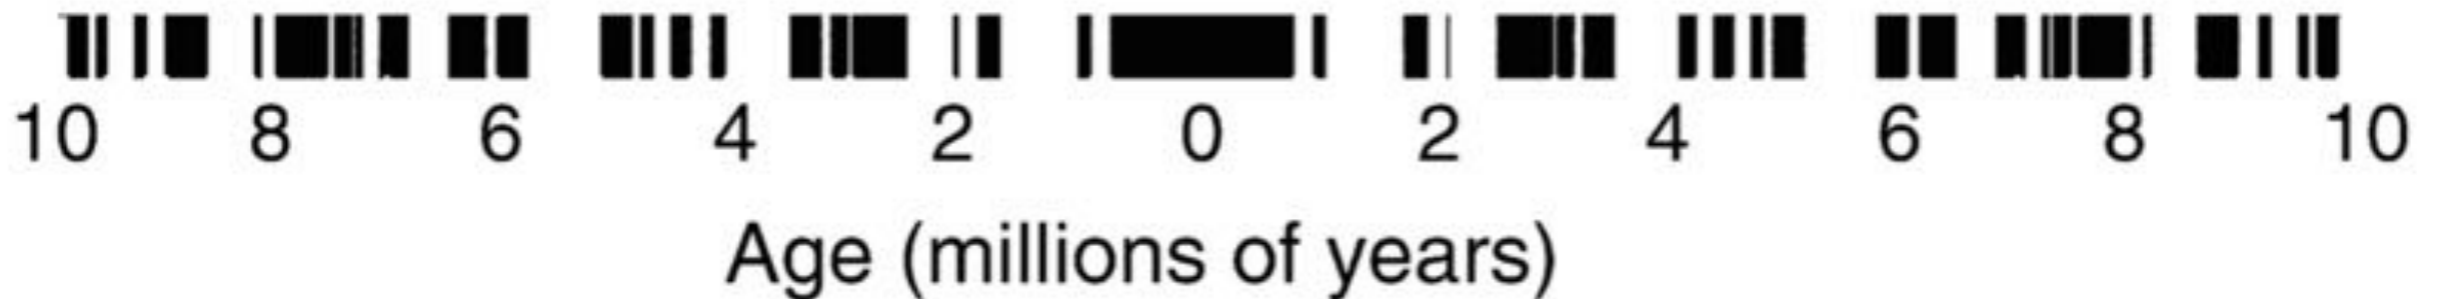 10 8 6 4 2 0 2 4 6 8 10
Age (millions of years)